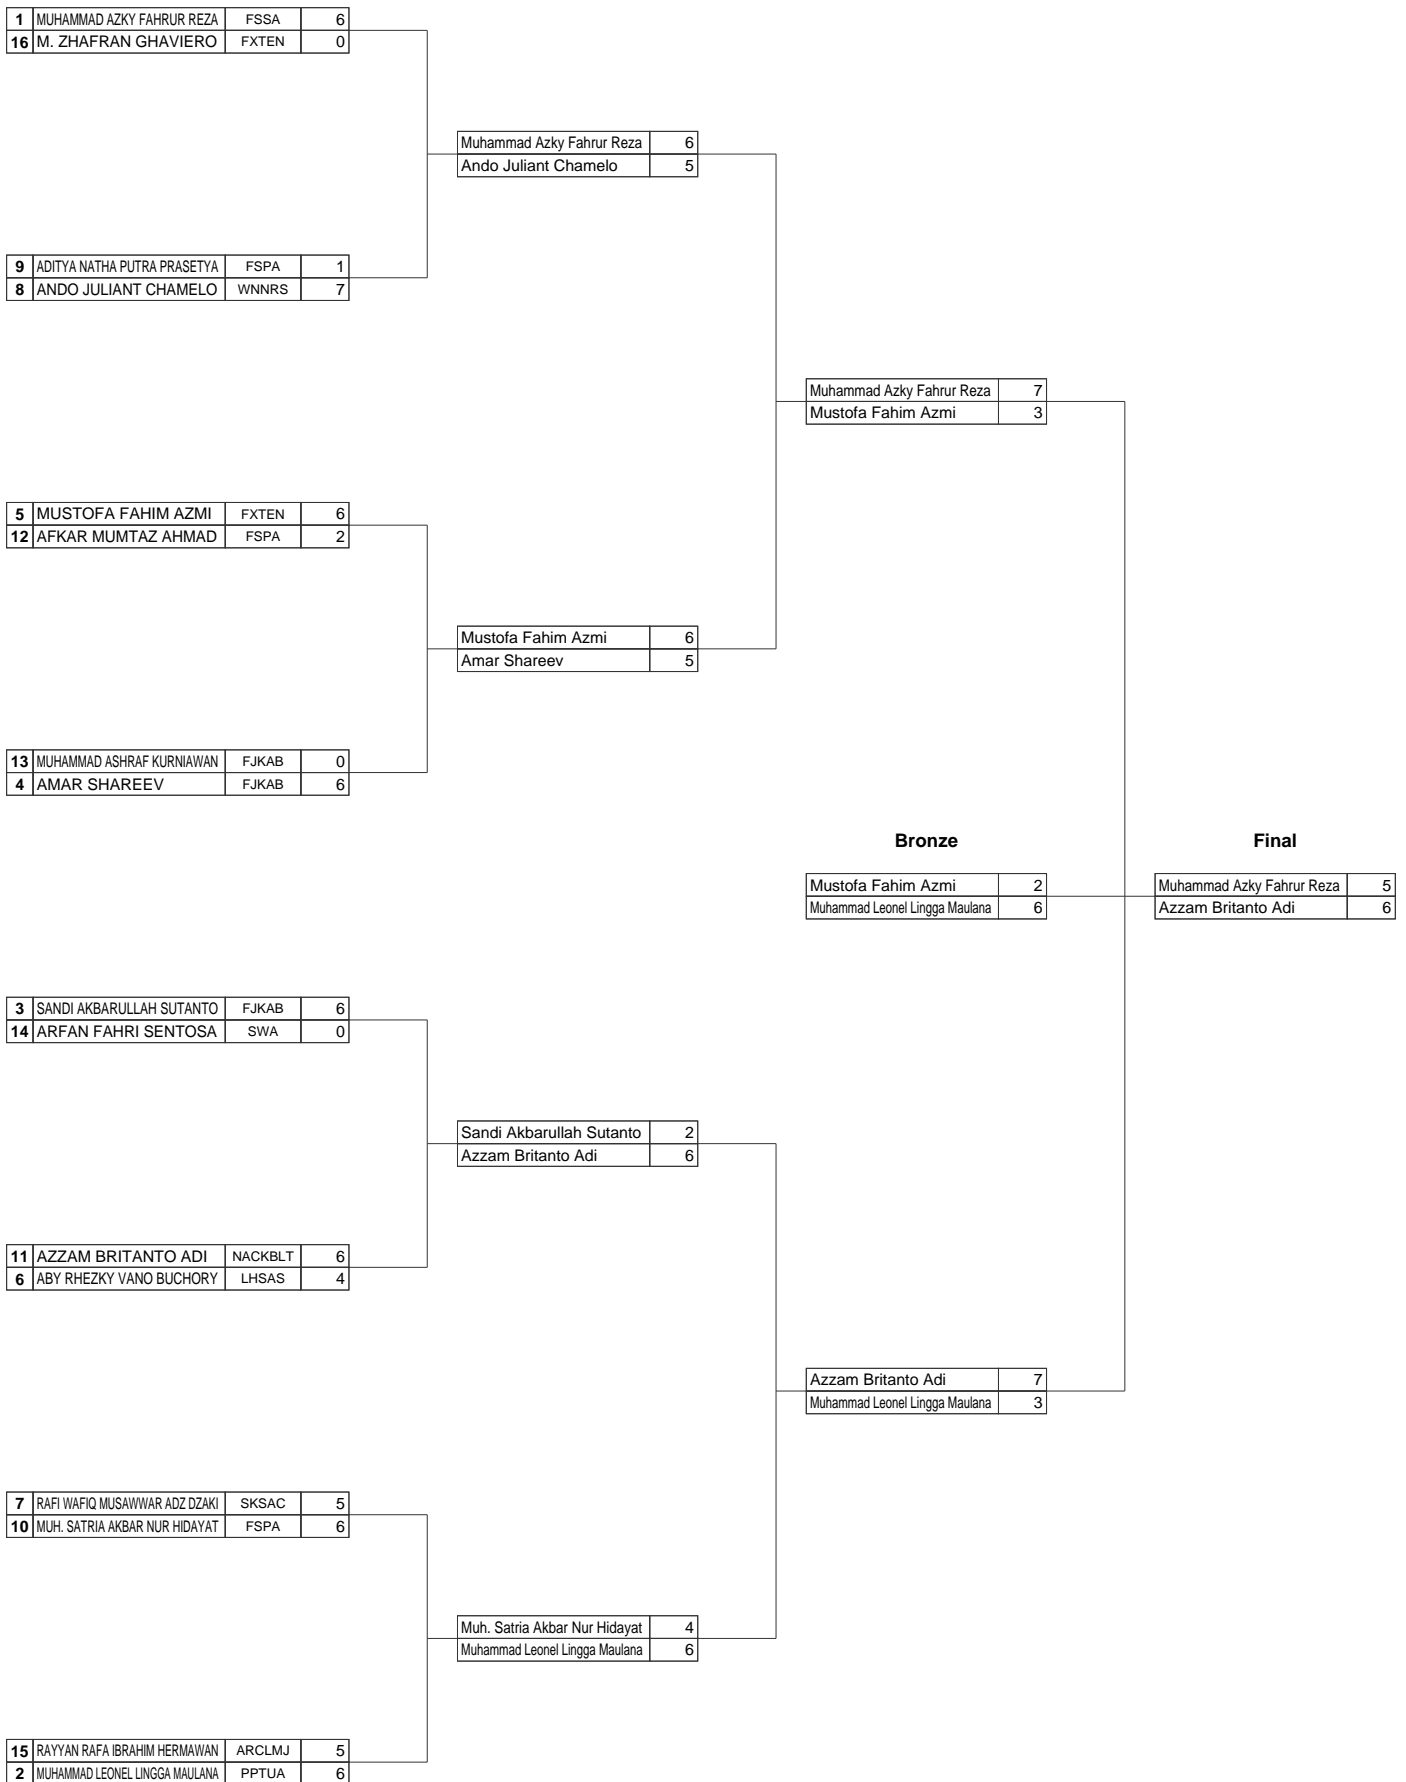 1 MUHAMMAD AZKY FAHRUR REZA FSSA 6
16 M. ZHAFRAN GHAVIERO FXTEN 0
Muhammad Azky Fahrur Reza 6
Ando Juliant Chamelo 5
9 ADITYA NATHA PUTRA PRASETYA FSPA 1
8 ANDO JULIANT CHAMELO WNNRS 7
Muhammad Azky Fahrur Reza 7
Mustofa Fahim Azmi 3
5 MUSTOFA FAHIM AZMI FXTEN 6
12 AFKAR MUMTAZ AHMAD FSPA 2
Mustofa Fahim Azmi 6
Amar Shareev 5
13 MUHAMMAD ASHRAF KURNIAWAN FJKAB 0
4 AMAR SHAREEV FJKAB 6
Bronze Final
Mustofa Fahim Azmi 2 Muhammad Azky Fahrur Reza 5
Muhammad Leonel Lingga Maulana 6 Azzam Britanto Adi 6
3 SANDI AKBARULLAH SUTANTO FJKAB 6
14 ARFAN FAHRI SENTOSA SWA 0
Sandi Akbarullah Sutanto 2
Azzam Britanto Adi 6
11 AZZAM BRITANTO ADI NACKBLT 6
6 ABY RHEZKY VANO BUCHORY LHSAS 4
Azzam Britanto Adi 7
Muhammad Leonel Lingga Maulana 3
7 RAFI WAFIQ MUSAWWAR ADZ DZAKI SKSAC 5
10 MUH. SATRIA AKBAR NUR HIDAYAT FSPA 6
Muh. Satria Akbar Nur Hidayat 4
Muhammad Leonel Lingga Maulana 6
15 RAYYAN RAFA IBRAHIM HERMAWAN ARCLMJ 5
2 MUHAMMAD LEONEL LINGGA MAULANA PPTUA 6